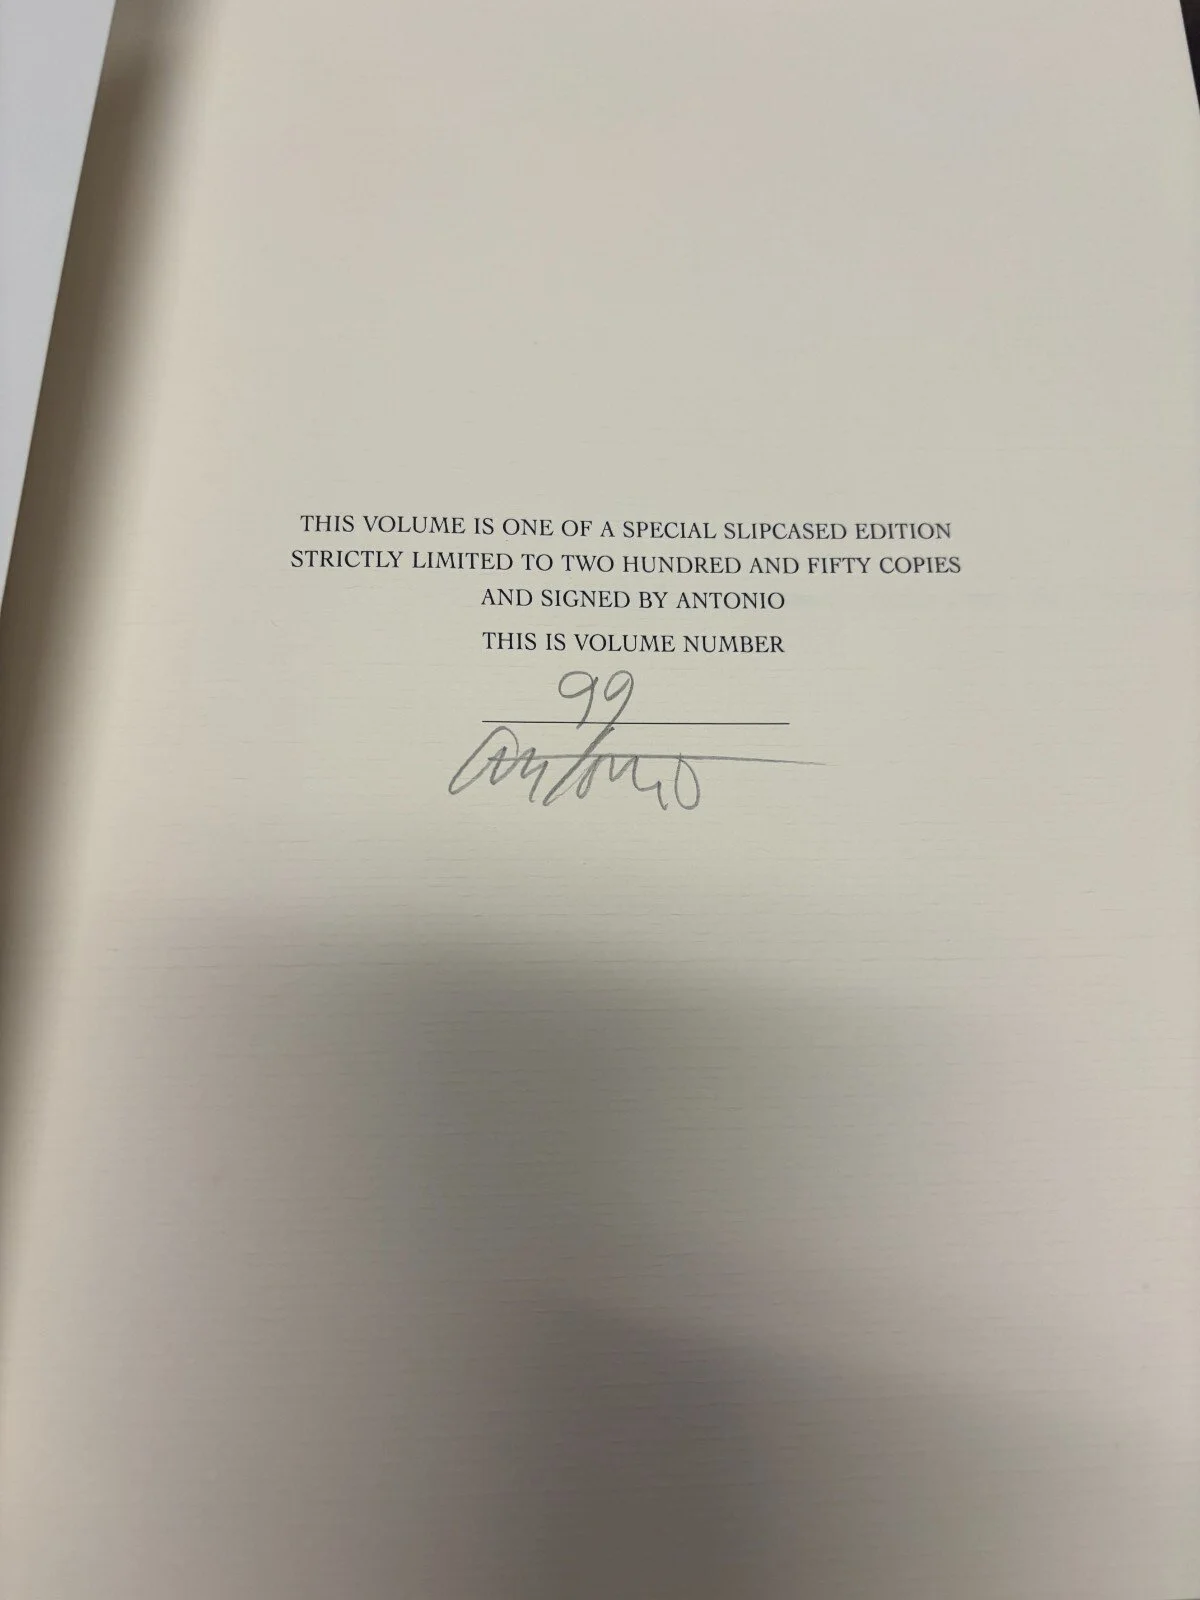 THIS VOLUME IS ONE OF A SPECIAL SLIPCASED EDITION
STRICTLY LIMITED TO TWO HUNDRED AND FIFTY COPIES
AND SIGNED BY ANTONIO
THIS IS VOLUME NUMBER
99
Antonio